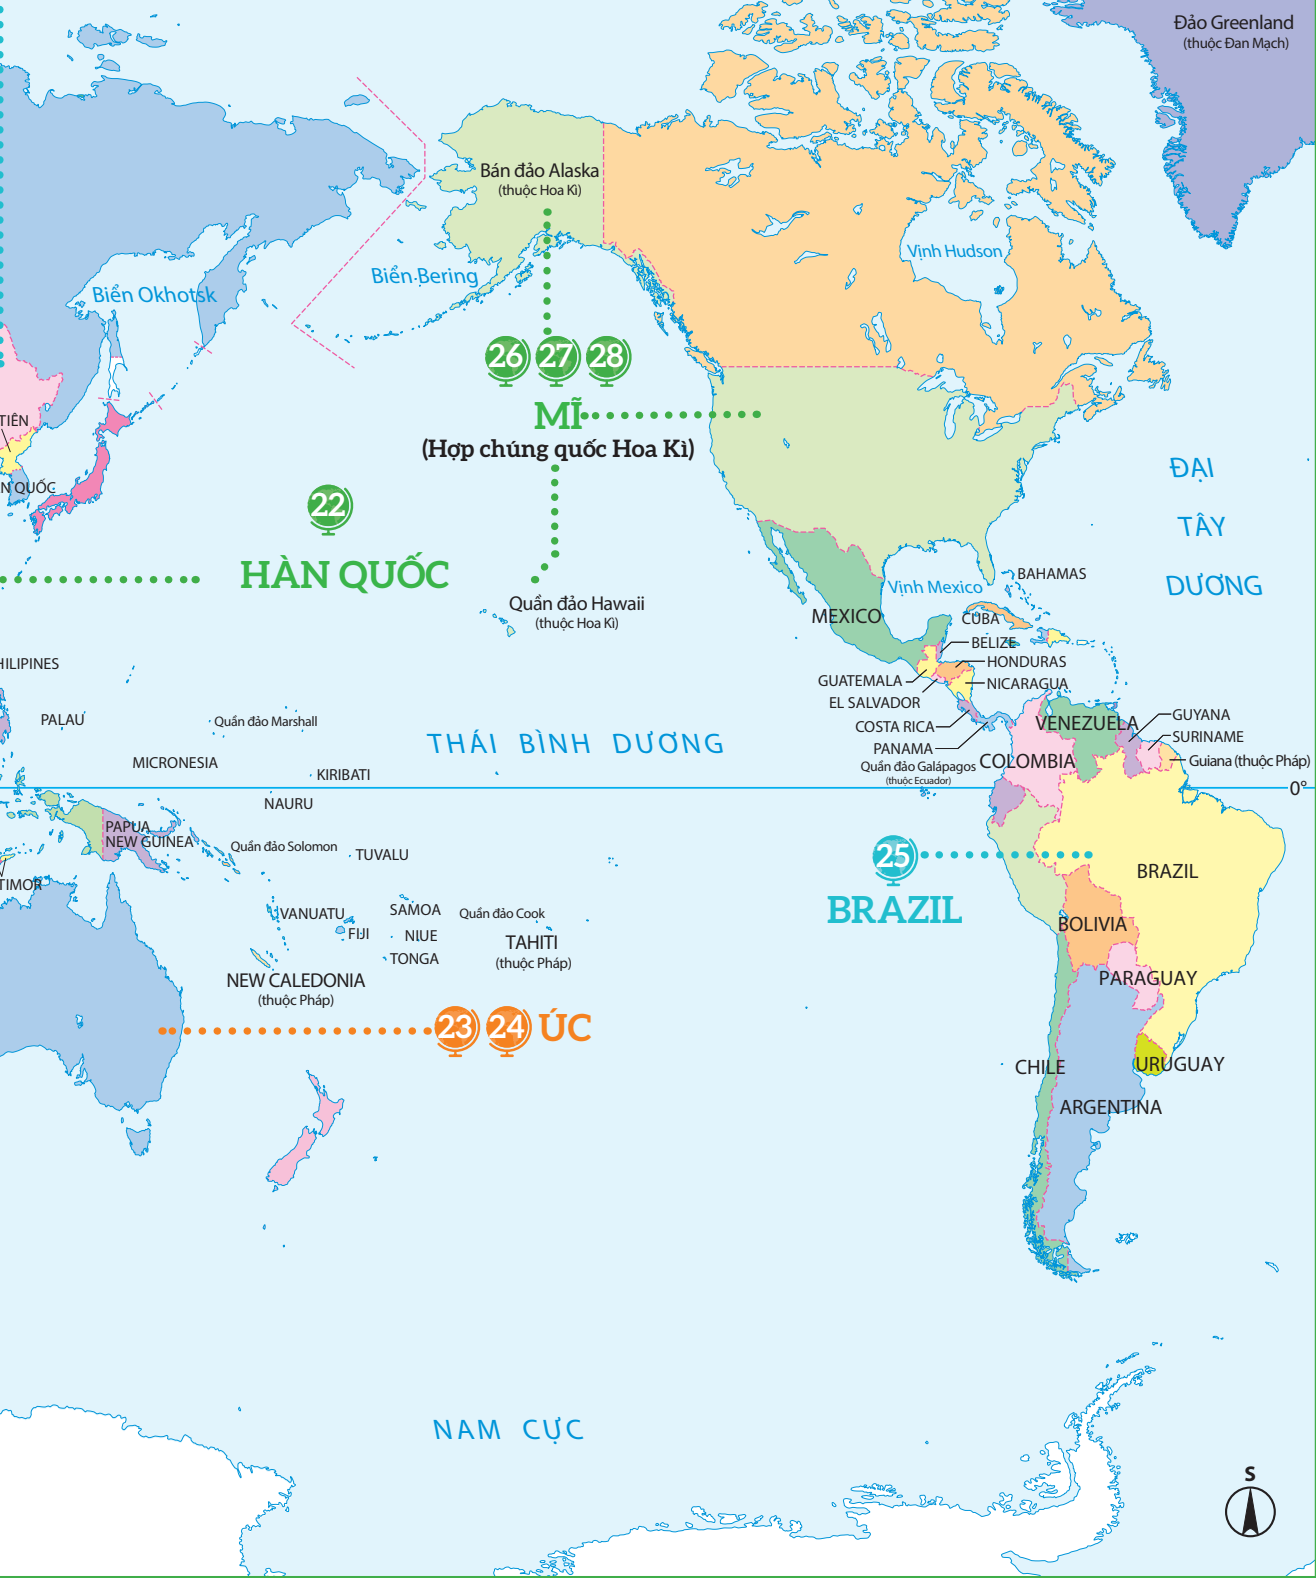 Đảo Greenland
(thuộc Đan Mạch)
Bán đảo Alaska
(thuộc Hoa Kì)
Vịnh Hudson
Biển Bering
Biển Okhotsk
26 27 28
MĨ
(Hợp chúng quốc Hoa Kì)
TIÊN
N QUỐC
22
HÀN QUỐC
ĐẠI
TÂY
DƯƠNG
Vịnh Mexico
BAHAMAS
Quần đảo Hawaii
(thuộc Hoa Kì)
MEXICO
CUBA
BELIZE
HONDURAS
GUATEMALA
NICARAGUA
EL SALVADOR
COSTA RICA
PANAMA
HILIPINES
PALAU
Quần đảo Marshall
THÁI BÌNH DƯƠNG
VENEZUELA
GUYANA
SURINAME
Guiana (thuộc Pháp)
COLOMBIA
Quần đảo Galápagos
(thuộc Ecuador)
MICRONESIA
KIRIBATI
0°
NAURU
PAPUA
NEW GUINEA
Quần đảo Solomon
TUVALU
TIMOR
25
BRAZIL
BRAZIL
BOLIVIA
VANUATU
SAMOA
Quần đảo Cook
FIJI
NIUE
TAHITI
(thuộc Pháp)
TONGA
NEW CALEDONIA
(thuộc Pháp)
PARAGUAY
23 24 ÚC
CHILE
URUGUAY
ARGENTINA
NAM CỰC
S